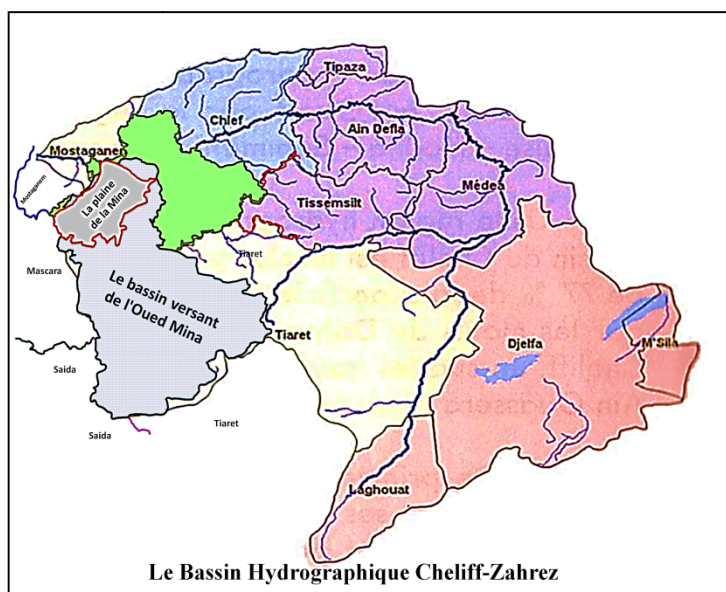 Tipaza
Chlef
Ain Defla
Mostaganem
Mostaganem
Médea
La plaine
de la Mina
Tissemsilt
Tiaret
Mascara
Le bassin versant
de l'Oued Mina
Tiaret
Djelfa
M'Sila
Saida
Saida
Tiaret
Laghouat
Le Bassin Hydrographique Cheliff-Zahrez